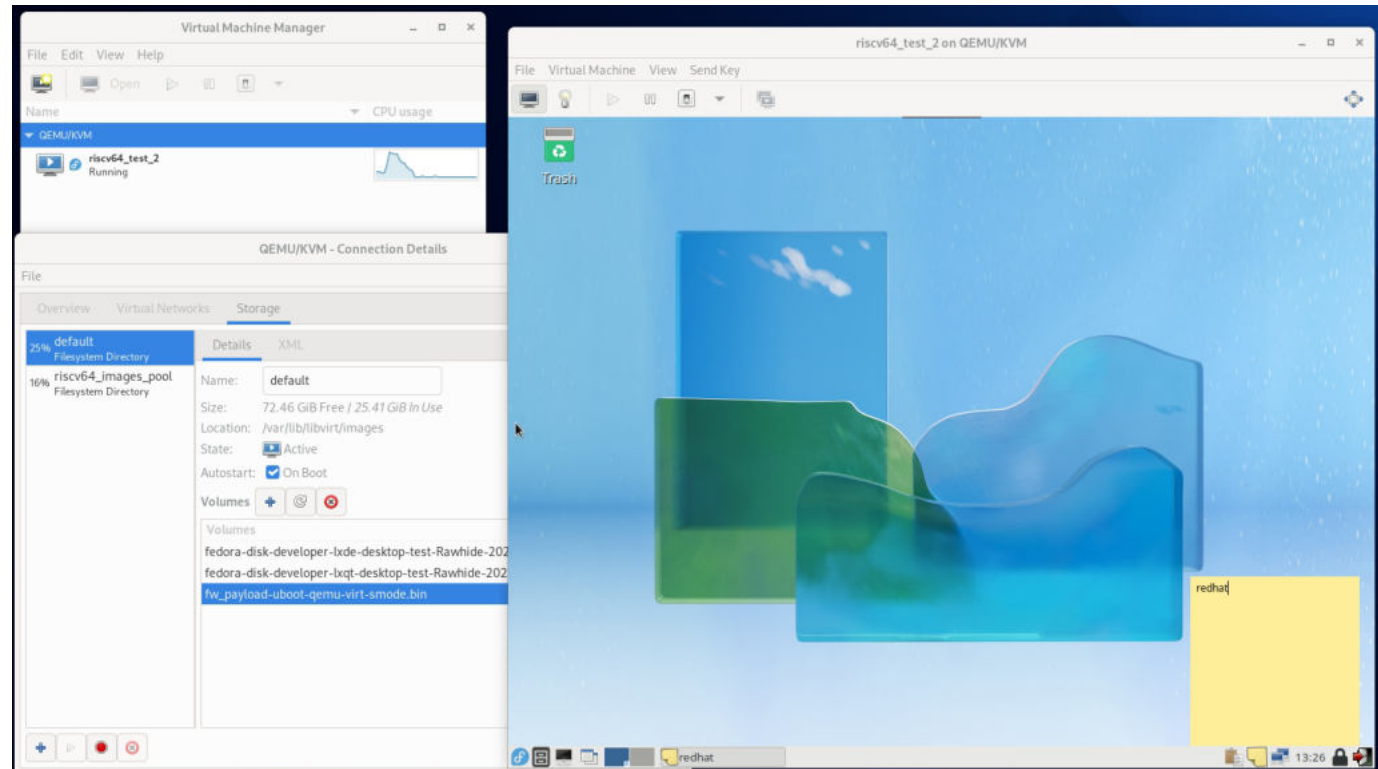 Virtual Machine Manager
File Edit View Help
Open
Name CPU usage
QEMU/KVM
riscv64_test_2
Running
QEMU/KVM - Connection Details
File
Overview Virtual Networks Storage
25% default
Filesystem Directory
16% riscv64_images_pool
Filesystem Directory
Details XML
Name: default
Size: 72.46 GiB Free / 25.41 GiB In Use
Location: /var/lib/libvirt/images
State: Active
Autostart: On Boot
Volumes
Volumes
fedora-disk-developer-lxde-desktop-test-Rawhide-202
fedora-disk-developer-lxqt-desktop-test-Rawhide-202
fw_payload-uboot-qemu-virt-smode.bin
riscv64_test_2 on QEMU/KVM
File Virtual Machine View Send Key
Trash
redhat
redhat
13:26